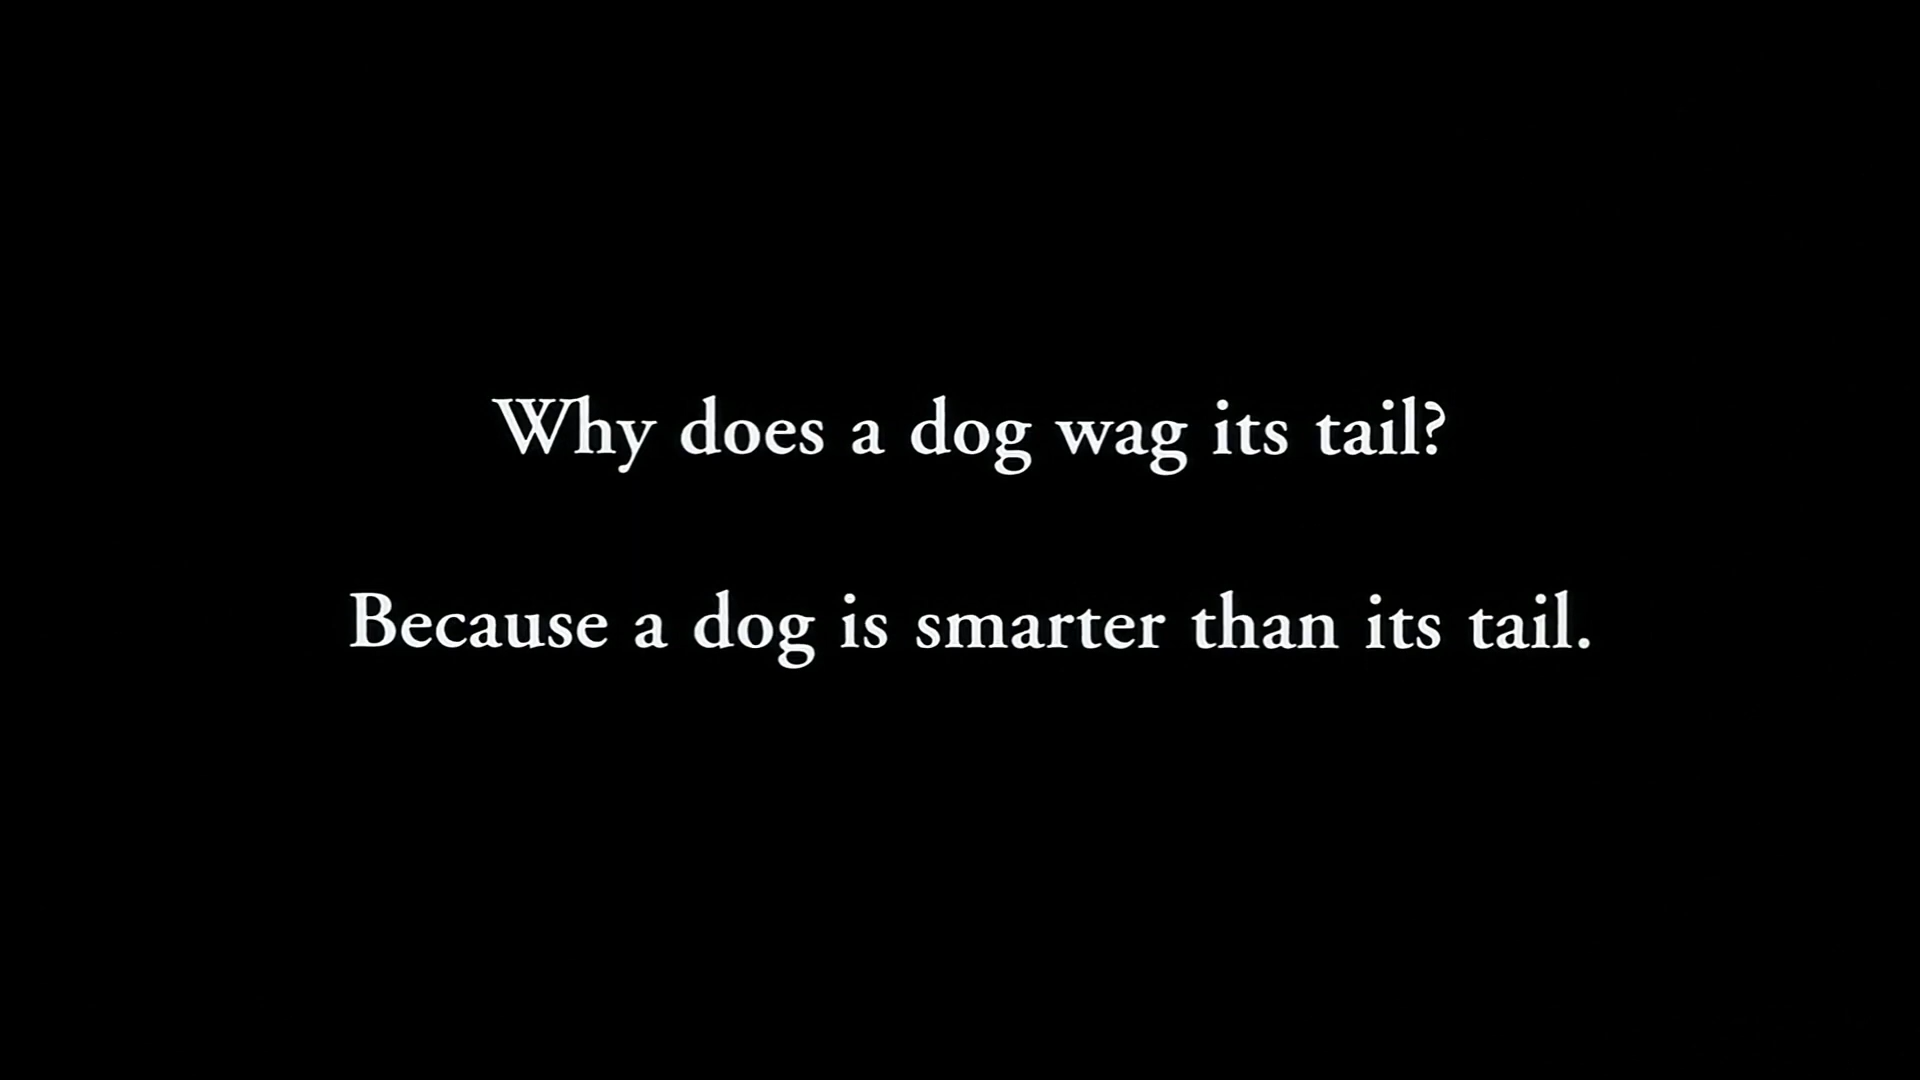 Why does a dog wag its tail?
Because a dog is smarter than its tail.